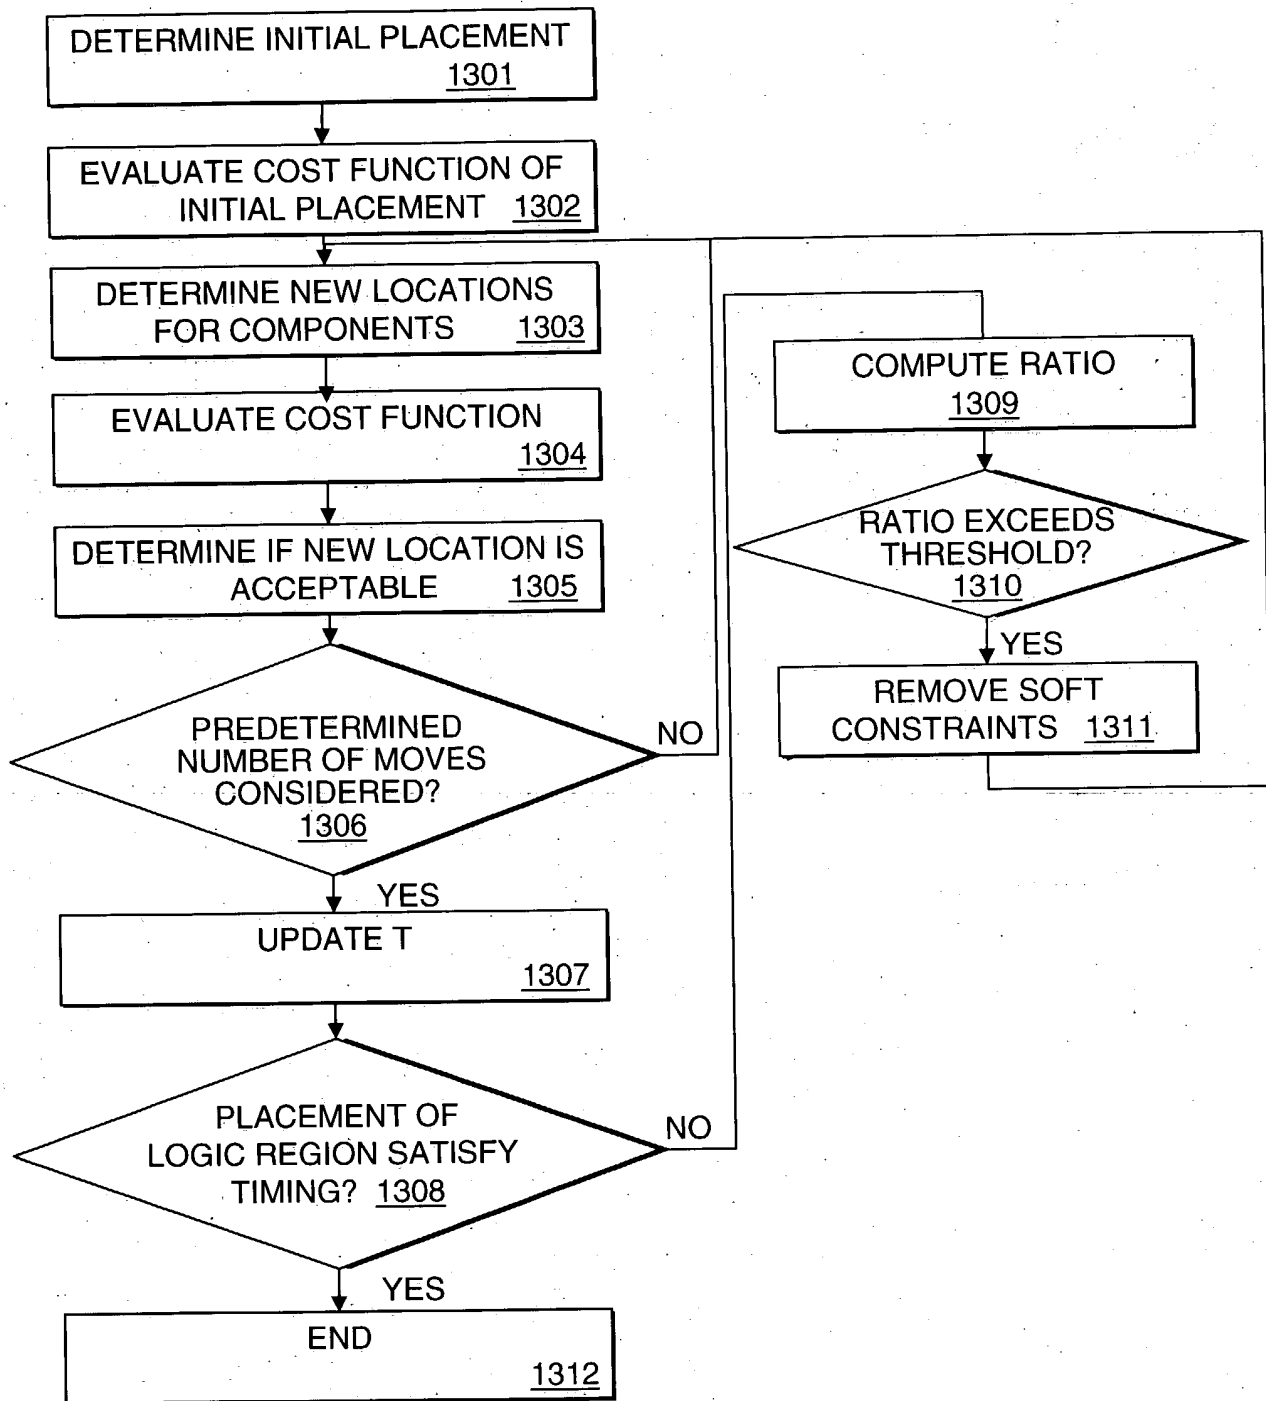 DETERMINE INITIAL PLACEMENT
1301
EVALUATE COST FUNCTION OF
INITIAL PLACEMENT 1302
DETERMINE NEW LOCATIONS
FOR COMPONENTS 1303
EVALUATE COST FUNCTION
1304
DETERMINE IF NEW LOCATION IS
ACCEPTABLE 1305
PREDETERMINED
NUMBER OF MOVES
CONSIDERED?
1306
NO
YES
UPDATE T
1307
PLACEMENT OF
LOGIC REGION SATISFY
TIMING? 1308
NO
YES
END
1312
COMPUTE RATIO
1309
RATIO EXCEEDS
THRESHOLD?
1310
YES
REMOVE SOFT
CONSTRAINTS 1311